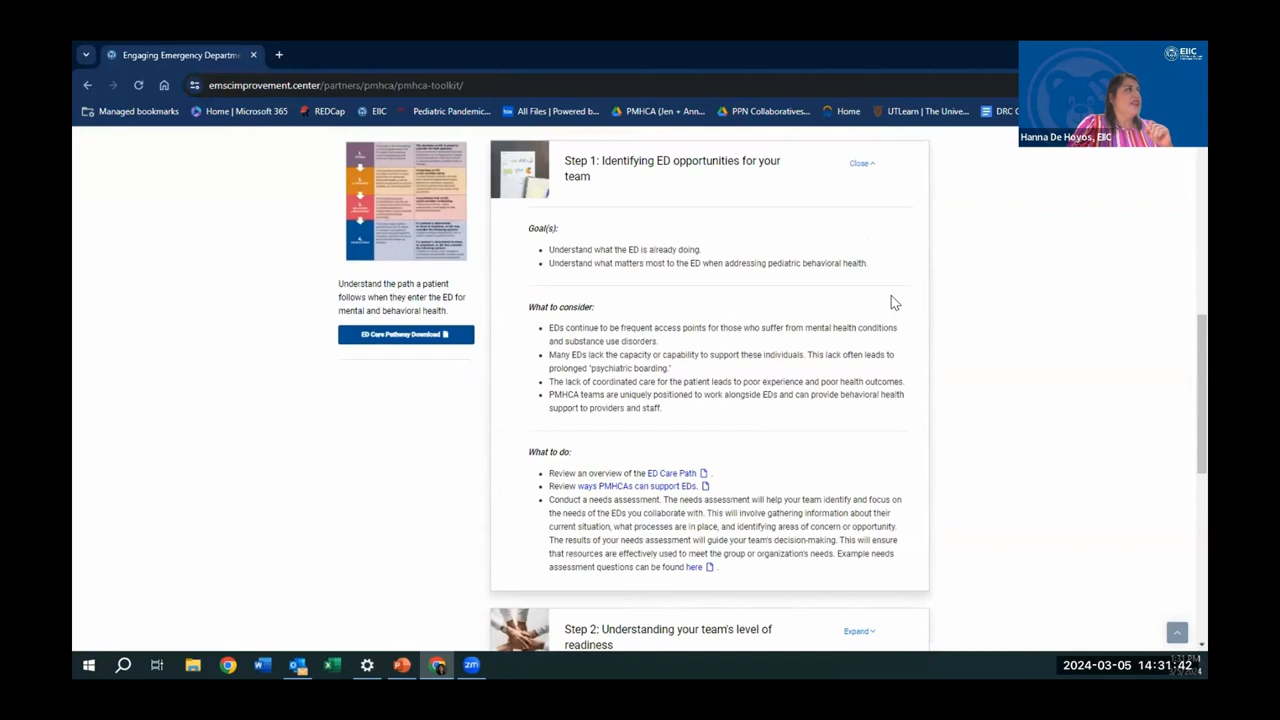 Engaging Emergency Departme
emscimprovement.center/partners/pmhca/pmhca-toolkit/
EIIC
Managed bookmarks
Home | Microsoft 365
REDCap
EIIC
Pediatric Pandemic...
All Files | Powered b...
PMHCA (Jen + Ann...
PPN Collaboratives...
Home
UTLearn | The Unive...
DRC
Hanna De Hoyos, EIIC
Step 1: Identifying ED opportunities for your
team
Close
Goal(s):
Understand what the ED is already doing.
Understand what matters most to the ED when addressing pediatric behavioral health.
Understand the path a patient
follows when they enter the ED for
mental and behavioral health.
ED Care Pathway Download
What to consider:
EDs continue to be frequent access points for those who suffer from mental health conditions
and substance use disorders.
Many EDs lack the capacity or capability to support these individuals. This lack often leads to
prolonged "psychiatric boarding."
The lack of coordinated care for the patient leads to poor experience and poor health outcomes.
PMHCA teams are uniquely positioned to work alongside EDs and can provide behavioral health
support to providers and staff.
What to do:
Review an overview of the ED Care Path .
Review ways PMHCAs can support EDs.
Conduct a needs assessment. The needs assessment will help your team identify and focus on
the needs of the EDs you collaborate with. This will involve gathering information about their
current situation, what processes are in place, and identifying areas of concern or opportunity.
The results of your needs assessment will guide your team's decision-making. This will ensure
that resources are effectively used to meet the group or organization's needs. Example needs
assessment questions can be found here .
Step 2: Understanding your team's level of
readiness
Expand
2024-03-05 14:31:42